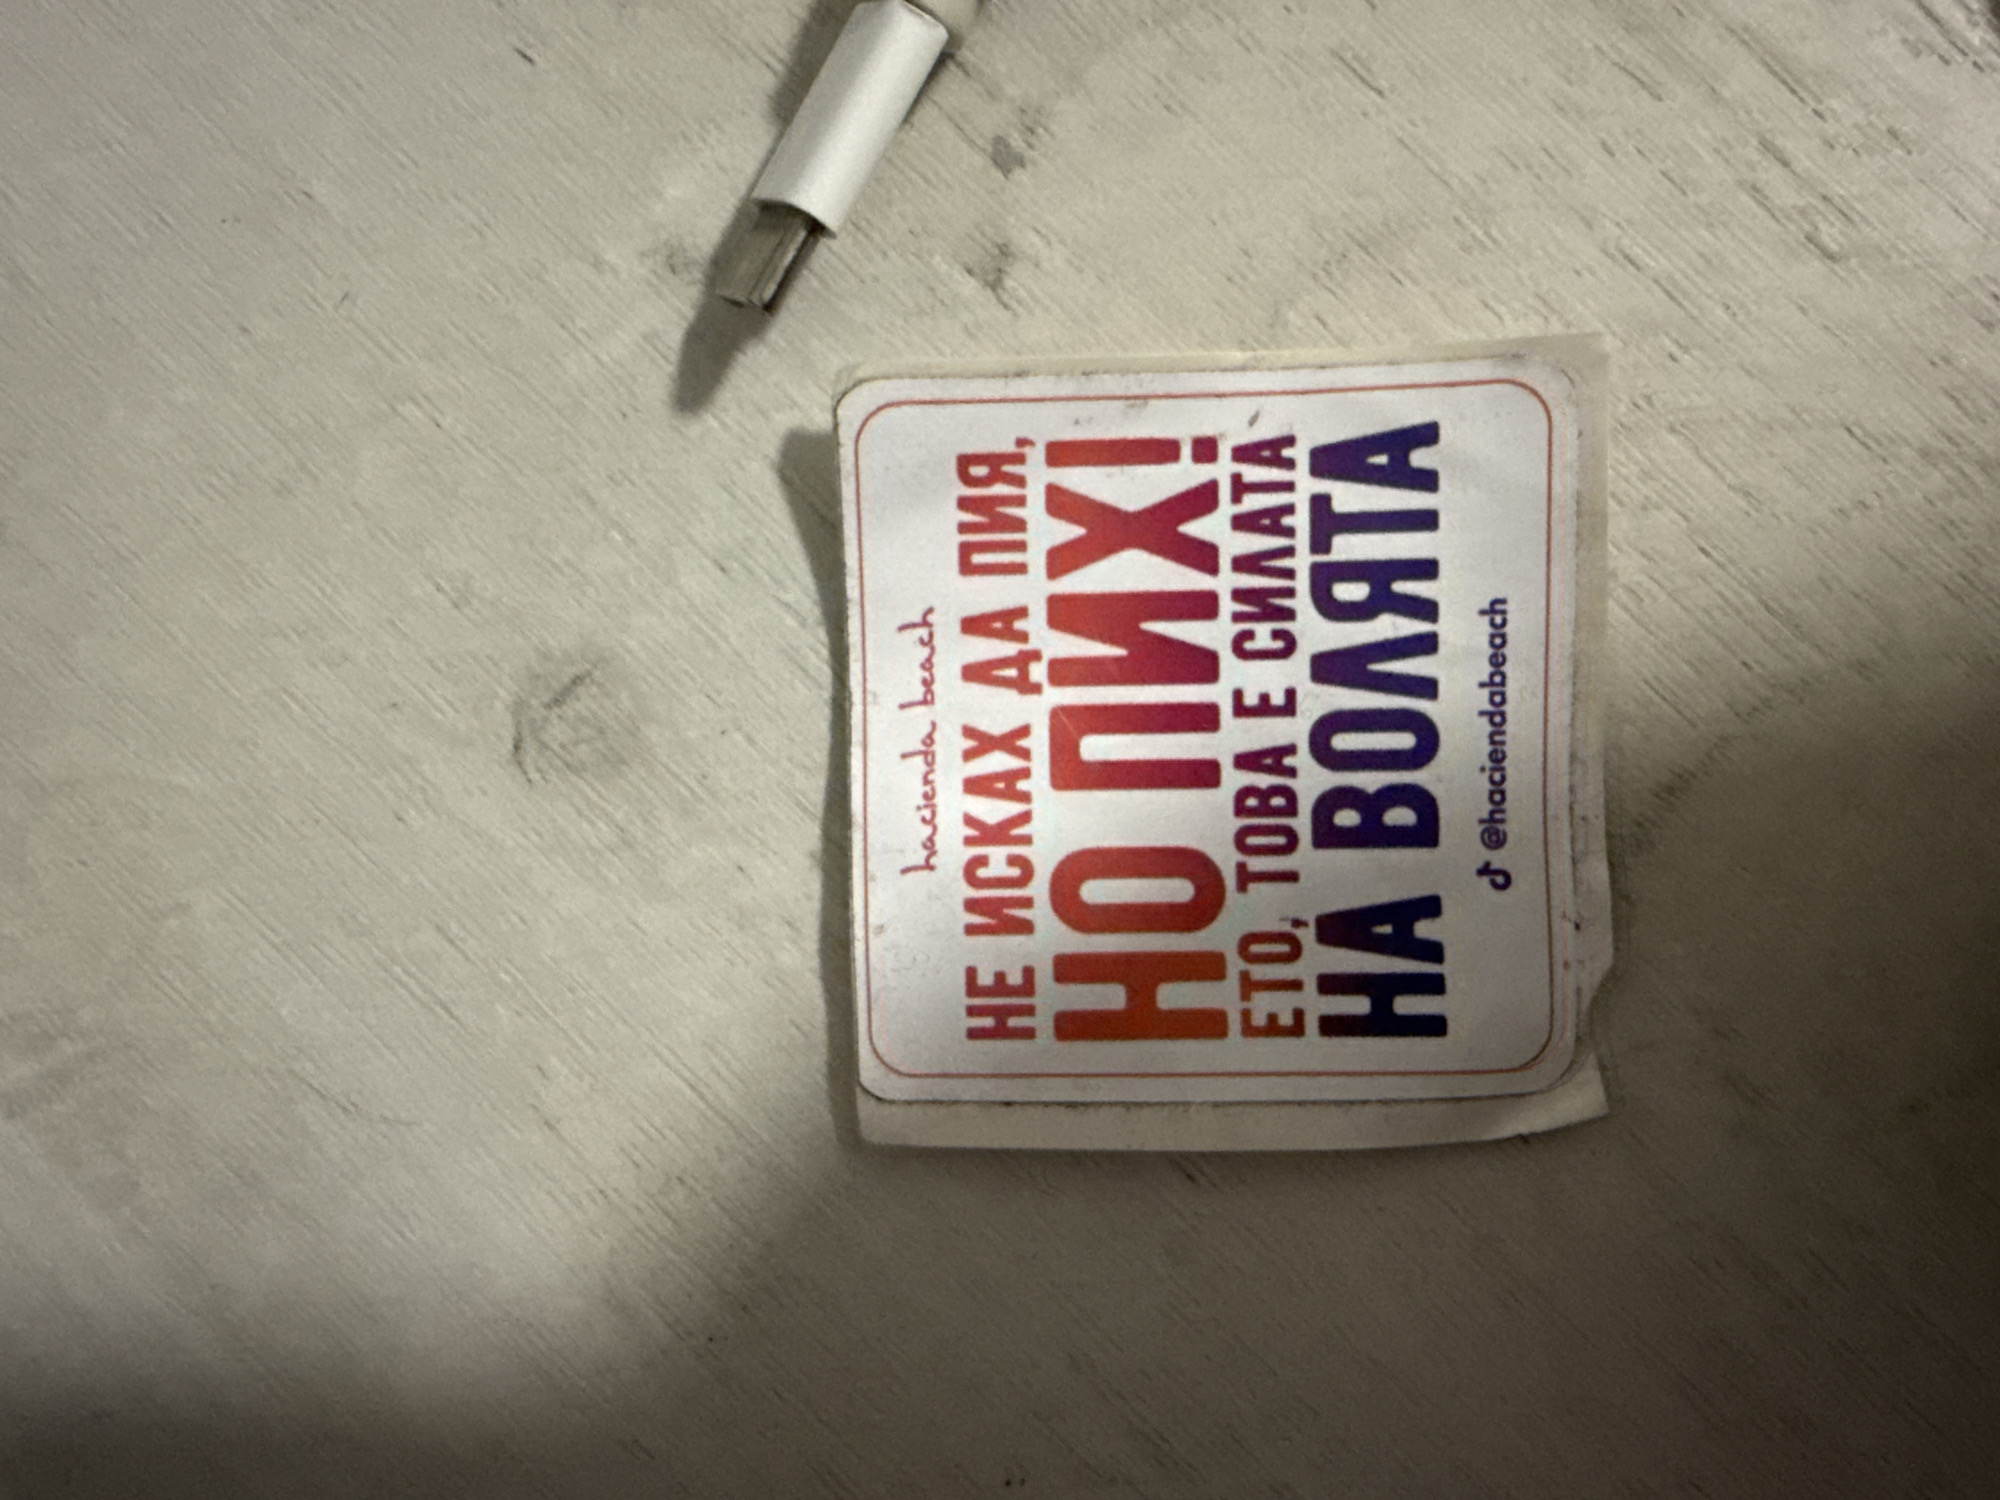 hacienda beach
НЕ ИСКАХ ДА ПИЯ,
НО ПИХ!
ЕТО, ТОВА Е СИЛАТА
НА ВОЛЯТА
@haciendabeach